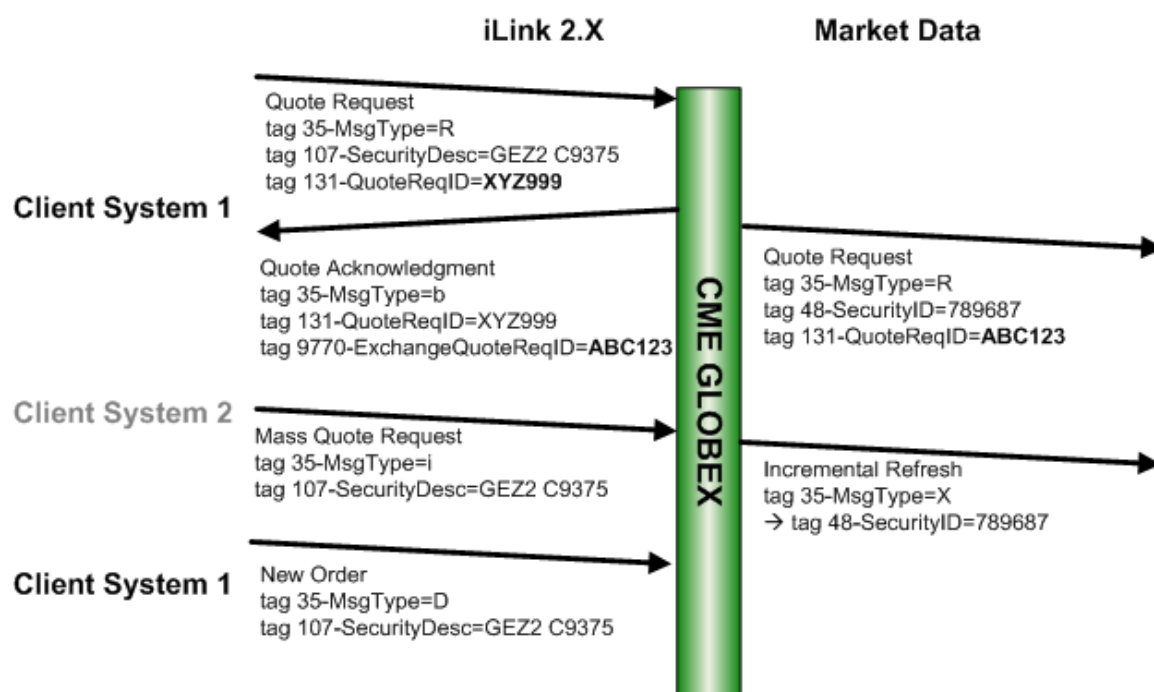 iLink 2.X
Market Data
Quote Request
tag 35-MsgType=R
tag 107-SecurityDesc=GEZ2 C9375
tag 131-QuoteReqID=XYZ999
Client System 1
Quote Acknowledgment
tag 35-MsgType=b
tag 131-QuoteReqID=XYZ999
tag 9770-ExchangeQuoteReqID=ABC123
Quote Request
tag 35-MsgType=R
tag 48-SecurityID=789687
tag 131-QuoteReqID=ABC123
CME GLOBEX
Client System 2
Mass Quote Request
tag 35-MsgType=i
tag 107-SecurityDesc=GEZ2 C9375
Incremental Refresh
tag 35-MsgType=X
→ tag 48-SecurityID=789687
Client System 1
New Order
tag 35-MsgType=D
tag 107-SecurityDesc=GEZ2 C9375